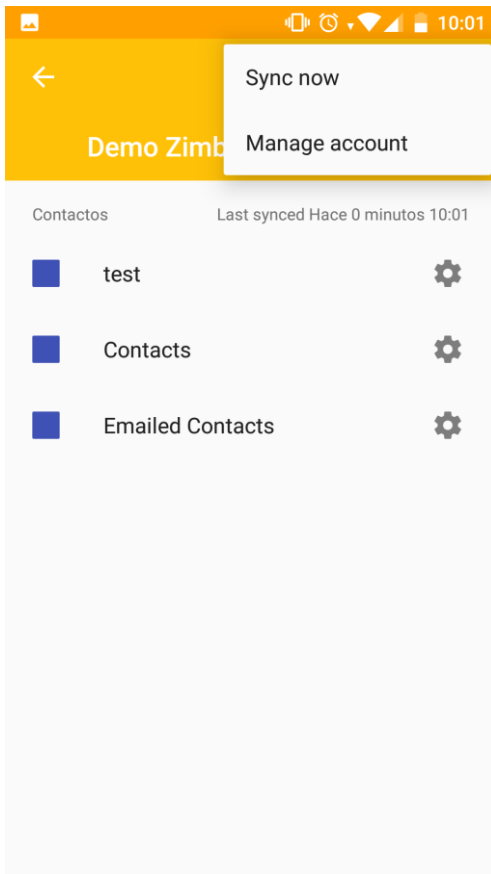 10:01
Sync now
Manage account
Demo Zimb
Contactos Last synced Hace 0 minutos 10:01
test
Contacts
Emailed Contacts